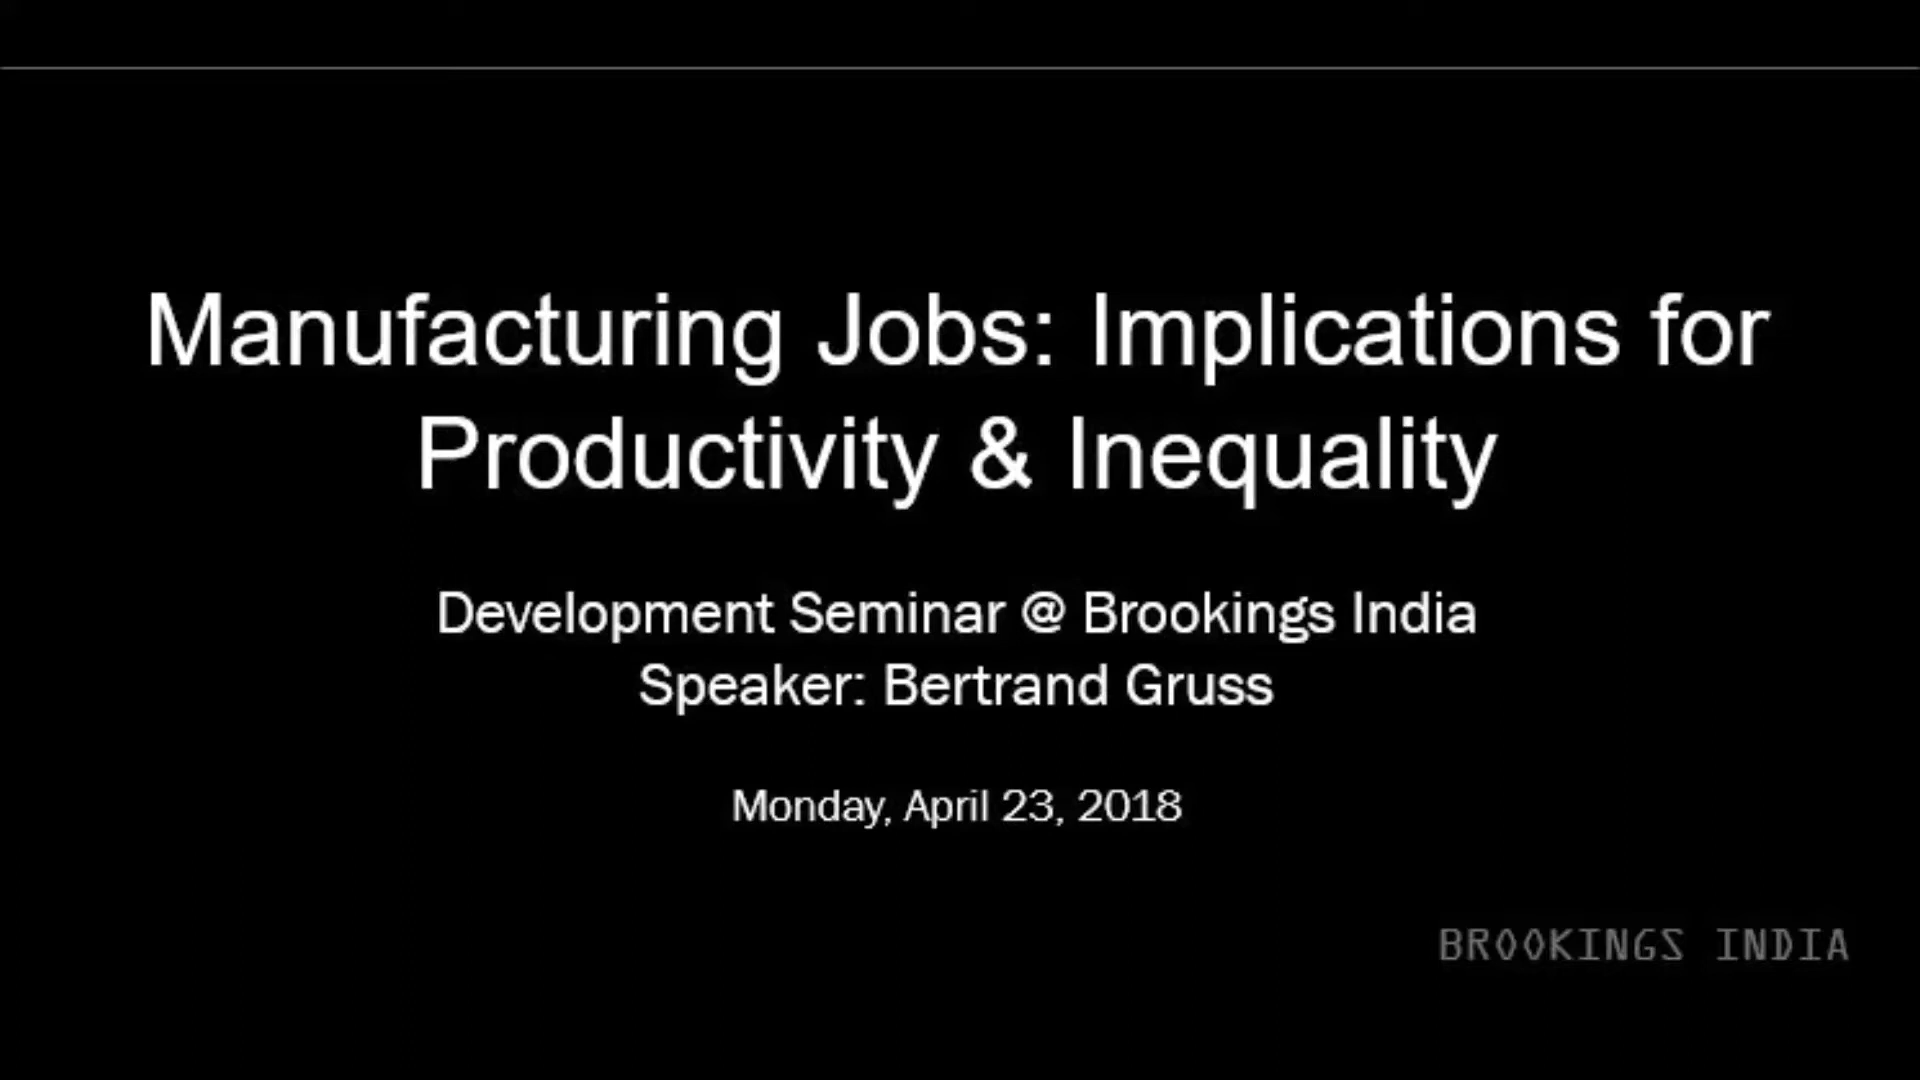 Manufacturing Jobs: Implications for
Productivity & Inequality
Development Seminar @ Brookings India
Speaker: Bertrand Gruss
Monday, April 23, 2018
BROOKINGS INDIA